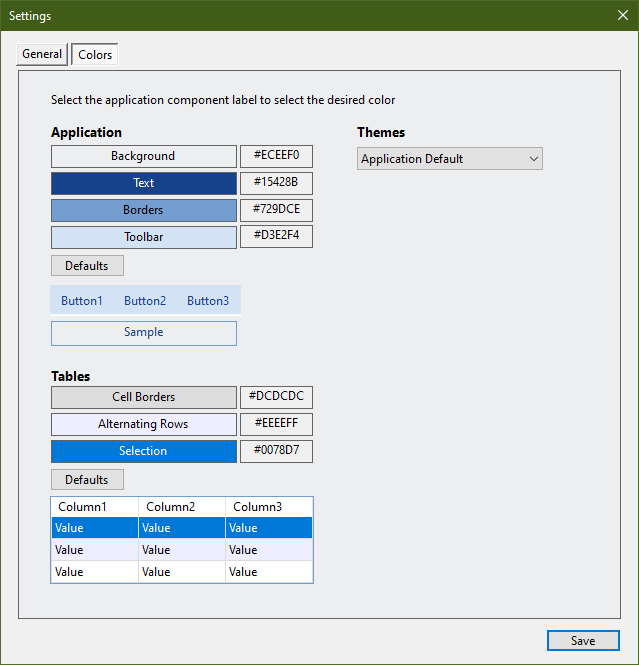 Settings
General Colors
Select the application component label to select the desired color
Application
Background #ECEEF0
Text #15428B
Borders #729DCE
Toolbar #D3E2F4
Defaults
Button1 Button2 Button3
Sample
Tables
Cell Borders #DCDCDC
Alternating Rows #EEEEFF
Selection #0078D7
Defaults
Column1 Column2 Column3
Value Value Value
Value Value Value
Value Value Value
Themes
Application Default
Save